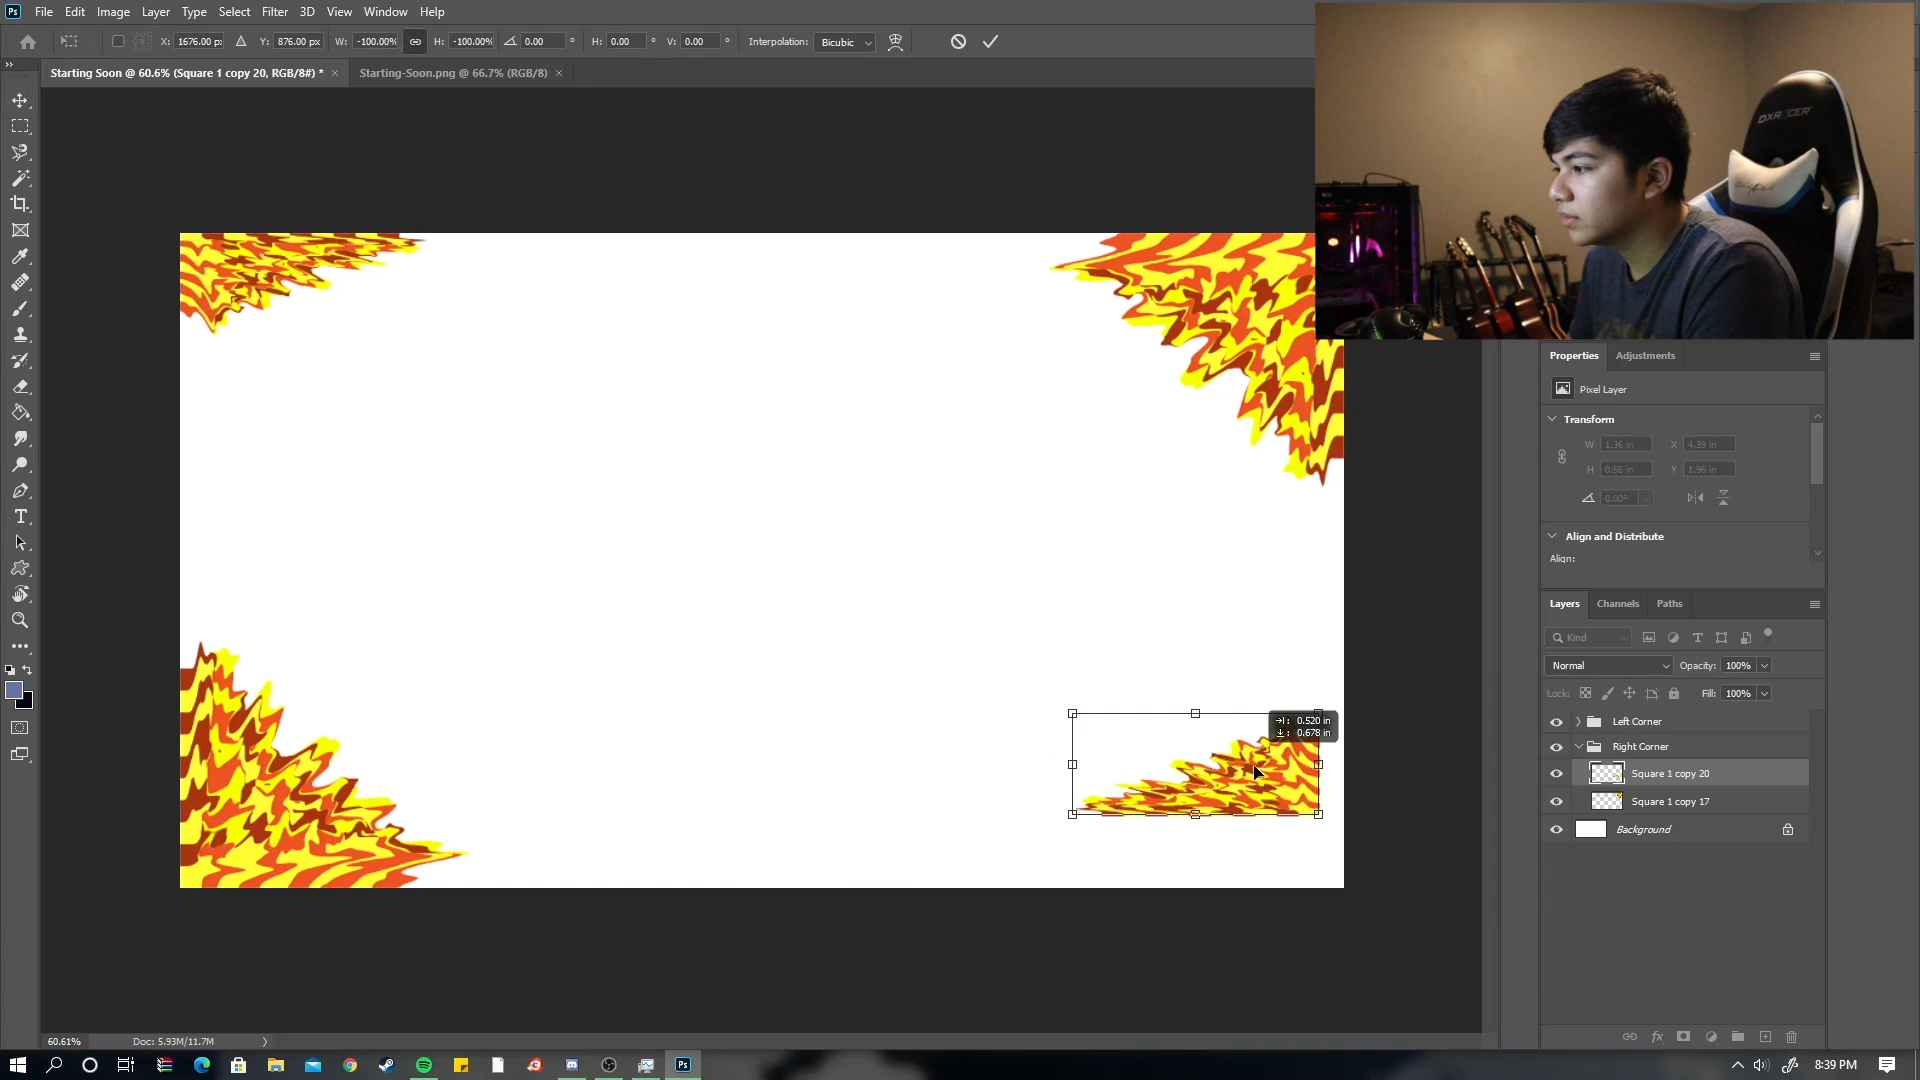 Ps File Edit Image Layer Type Select Filter 3D View Window Help
X: 1676.00 px Y: 876.00 px W: -100.00% H: -100.00% 0.00 ° H: 0.00 ° V: 0.00 ° Interpolation: Bicubic
Starting Soon @ 60.6% (Square 1 copy 20, RGB/8#) * × Starting-Soon.png @ 66.7% (RGB/8) ×
DXRACER
Properties Adjustments
Pixel Layer
Transform
W 1.36 in X 4.39 in
H 0.56 in Y 1.96 in
0.00°
Align and Distribute
Align:
Layers Channels Paths
Kind
Normal Opacity: 100%
Lock: Fill: 100%
Left Corner
Right Corner
Square 1 copy 20
Square 1 copy 17
Background
0.520 in
0.678 in
60.61% Doc: 5.93M/11.7M
Ps 8:39 PM